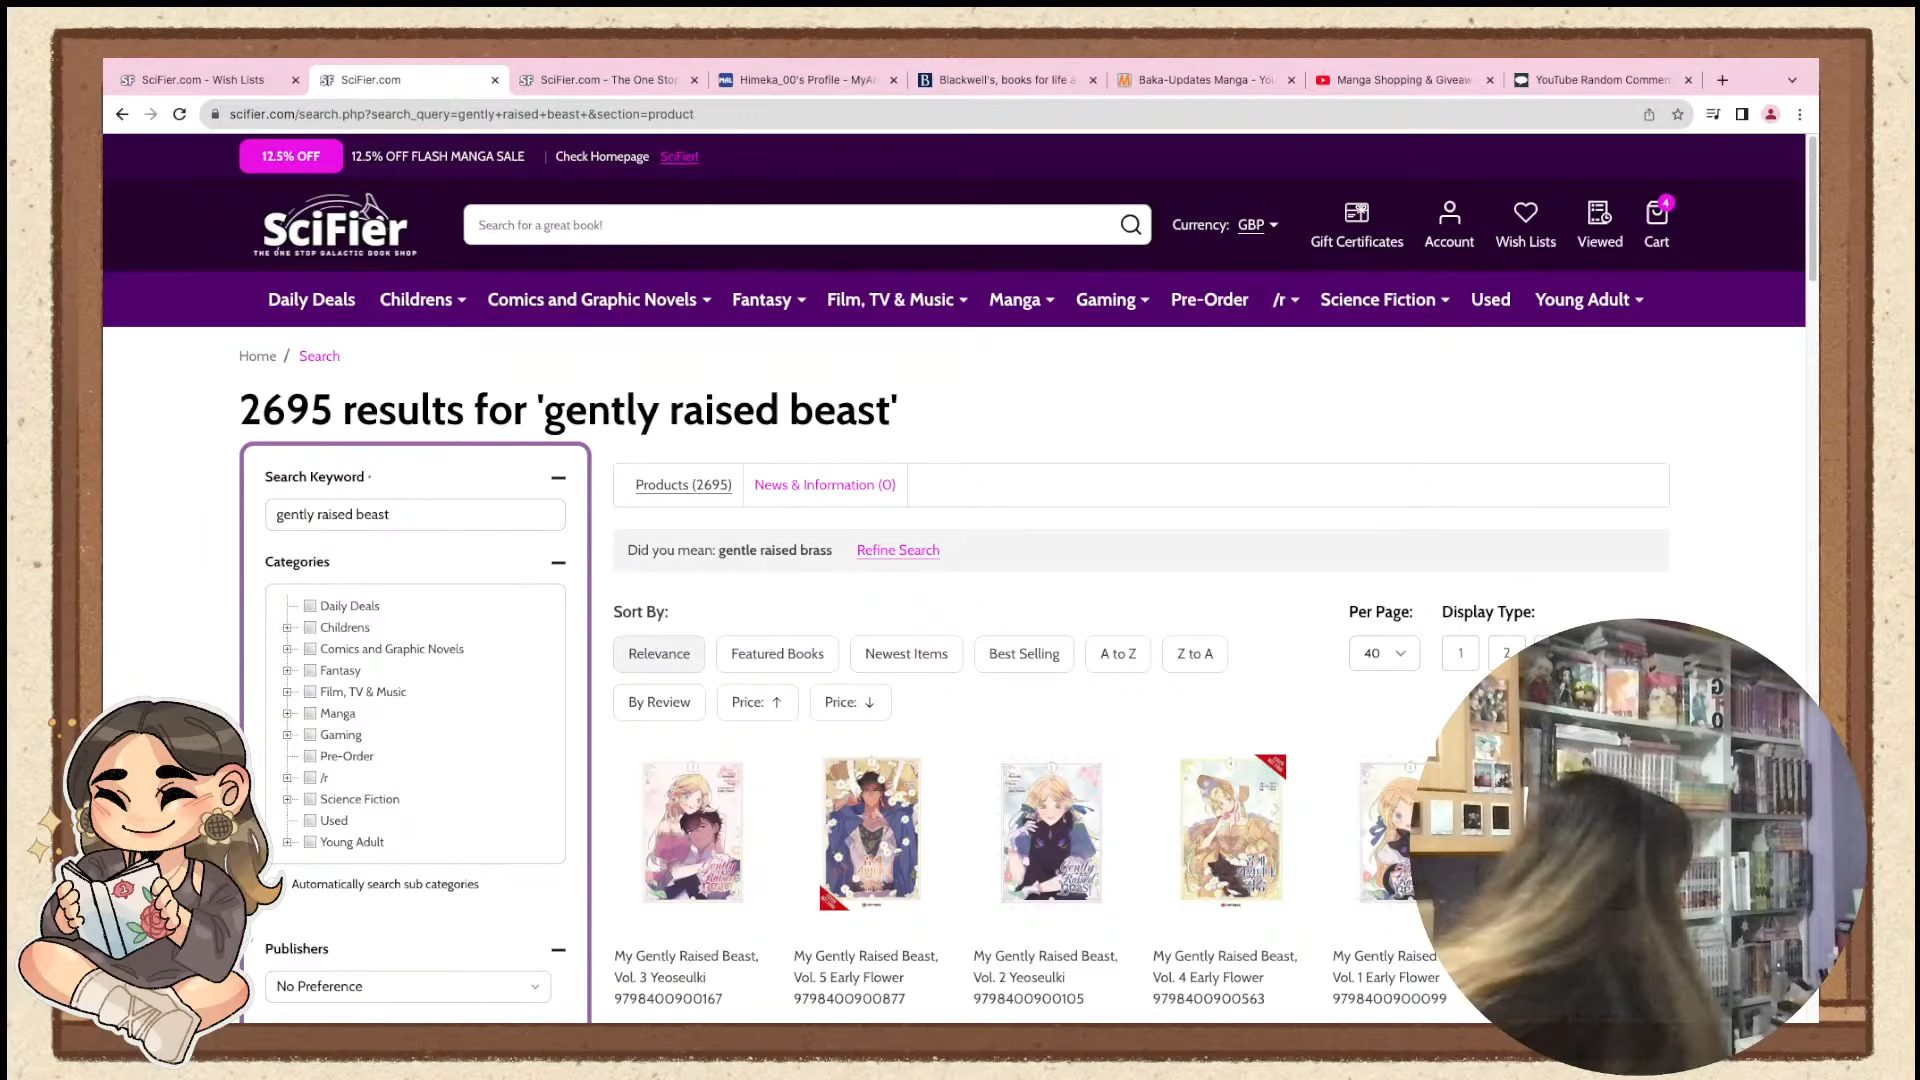 SciFier.com - Wish Lists
SciFier.com
SciFier.com - The One Stop
Himeka_00's Profile - MyAn
Blackwell's, books for life a
Baka-Updates Manga - You
Manga Shopping & Giveaw
YouTube Random Commen
scifier.com/search.php?search_query=gently+raised+beast+&section=product
12.5% OFF
12.5% OFF FLASH MANGA SALE
Check Homepage
SciFier!
SciFier
THE ONE STOP GALACTIC BOOK SHOP
Search for a great book!
Currency: GBP
Gift Certificates
Account
Wish Lists
Viewed
4
Cart
Daily Deals
Childrens
Comics and Graphic Novels
Fantasy
Film, TV & Music
Manga
Gaming
Pre-Order
/r
Science Fiction
Used
Young Adult
Home / Search
2695 results for 'gently raised beast'
Search Keyword
gently raised beast
Categories
Daily Deals
Childrens
Comics and Graphic Novels
Fantasy
Film, TV & Music
Manga
Gaming
Pre-Order
/r
Science Fiction
Used
Young Adult
Automatically search sub categories
Publishers
No Preference
Products (2695)
News & Information (0)
Did you mean: gentle raised brass
Refine Search
Sort By:
Relevance
Featured Books
Newest Items
Best Selling
A to Z
Z to A
By Review
Price: ↑
Price: ↓
Per Page:
40
Display Type:
1
2
My Gently Raised Beast,
Vol. 3 Yeoseulki
9798400900167
My Gently Raised Beast,
Vol. 5 Early Flower
9798400900877
My Gently Raised Beast,
Vol. 2 Yeoseulki
9798400900105
My Gently Raised Beast,
Vol. 4 Early Flower
9798400900563
My Gently Raised
Vol. 1 Early Flower
9798400900099